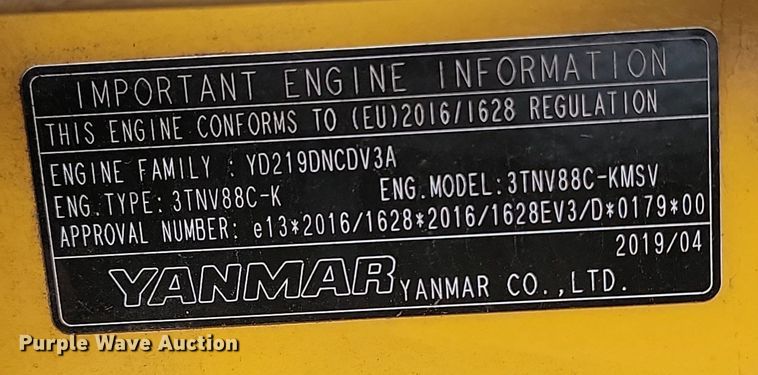 IMPORTANT ENGINE INFORMATION
THIS ENGINE CONFORMS TO (EU)2016/1628 REGULATION
ENGINE FAMILY : YD219DNCDV3A
ENG.TYPE: 3TNV88C-K ENG.MODEL: 3TNV88C-KMSV
APPROVAL NUMBER: e13*2016/1628*2016/1628EV3/D*0179*00
2019/04
YANMAR YANMAR CO.,LTD.
Purple Wave Auction